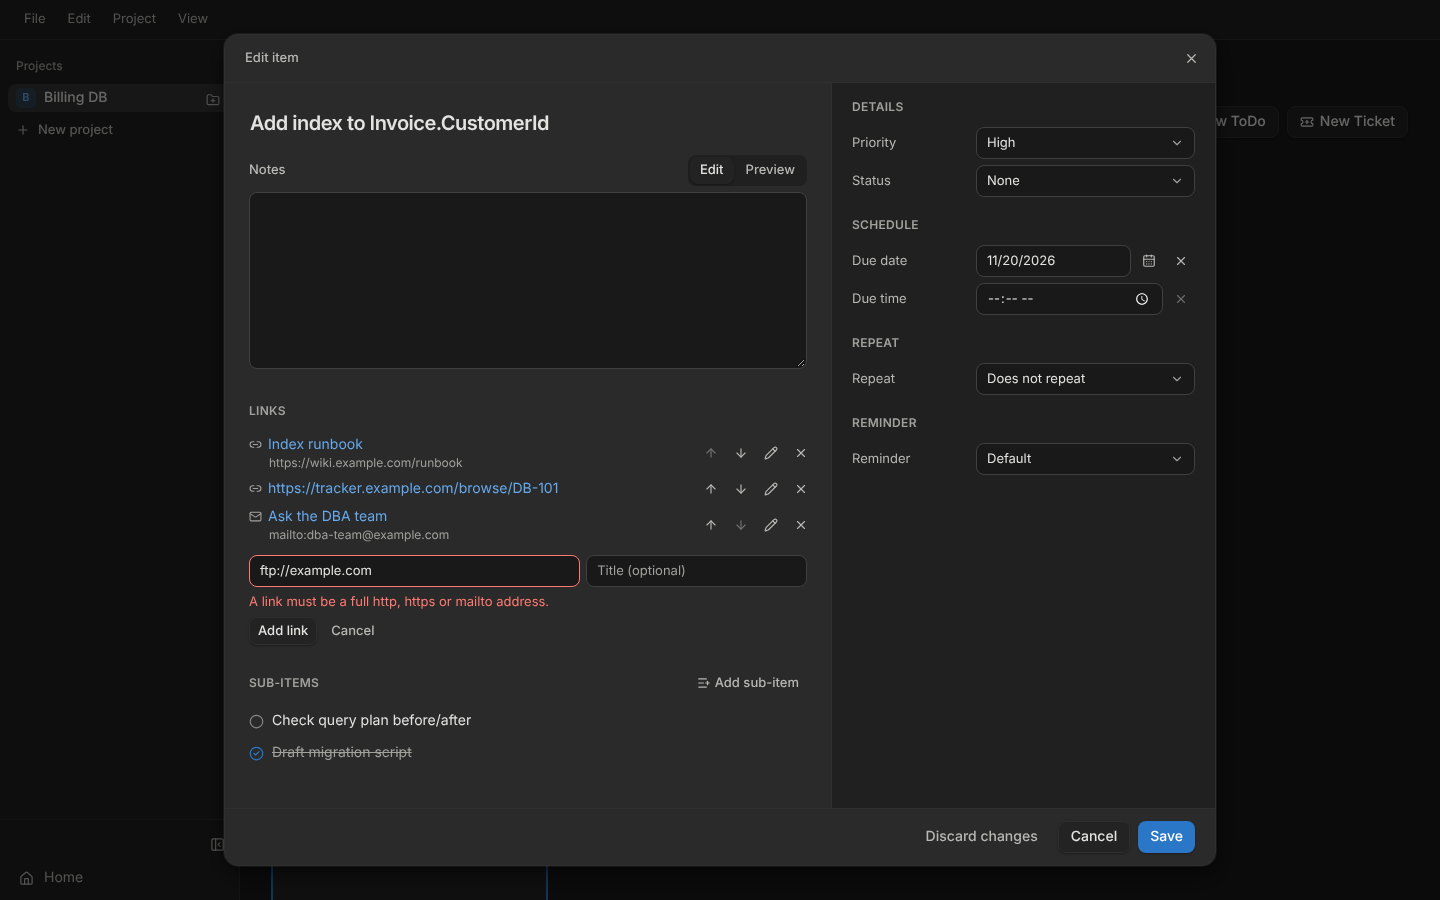 File Edit Project View
Projects
B Billing DB
New project
w ToDo
New Ticket
Home
Edit item
Add index to Invoice.CustomerId
Notes
Edit Preview
LINKS
Index runbook
https://wiki.example.com/runbook
https://tracker.example.com/browse/DB-101
Ask the DBA team
mailto:dba-team@example.com
ftp://example.com
Title (optional)
A link must be a full http, https or mailto address.
Add link Cancel
SUB-ITEMS
Add sub-item
Check query plan before/after
Draft migration script
DETAILS
Priority High
Status None
SCHEDULE
Due date 11/20/2026
Due time --:-- --
REPEAT
Repeat Does not repeat
REMINDER
Reminder Default
Discard changes Cancel Save